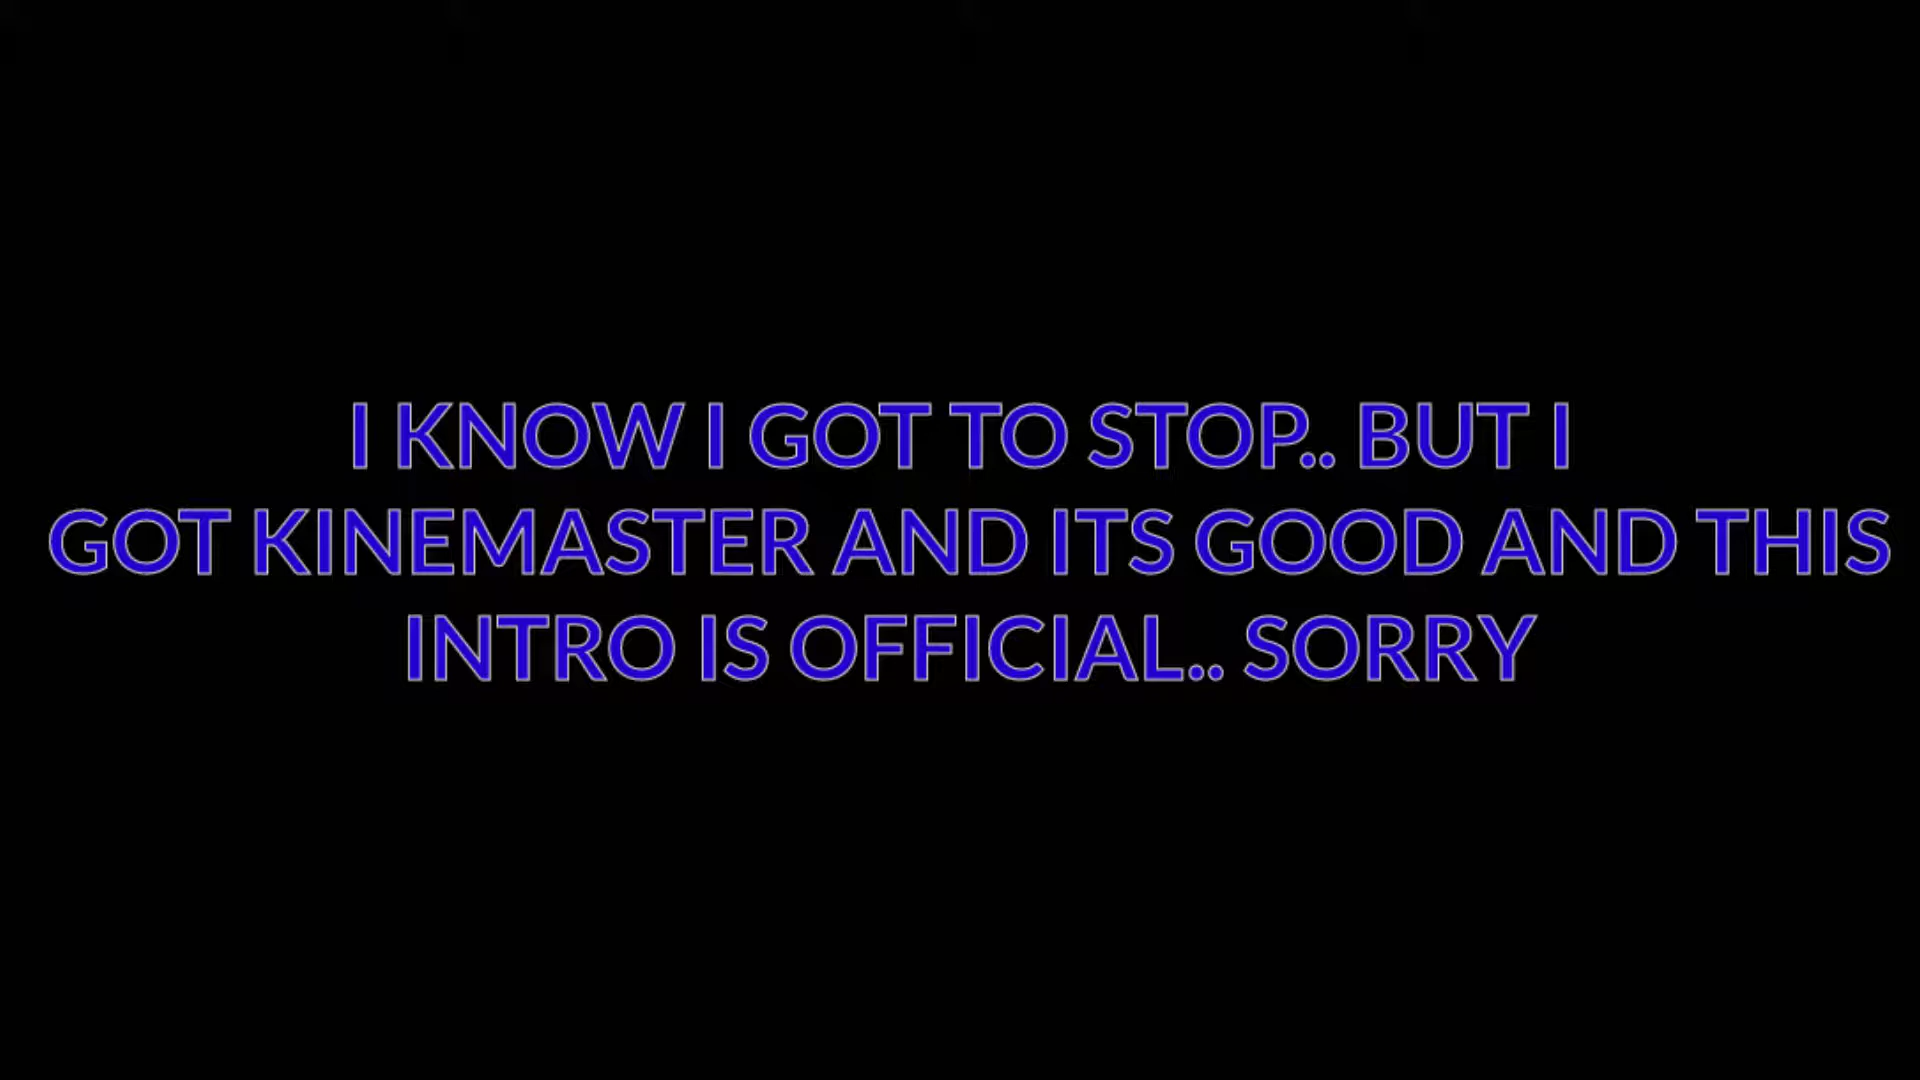 I KNOW I GOT TO STOP.. BUT I
GOT KINEMASTER AND ITS GOOD AND THIS
INTRO IS OFFICIAL.. SORRY